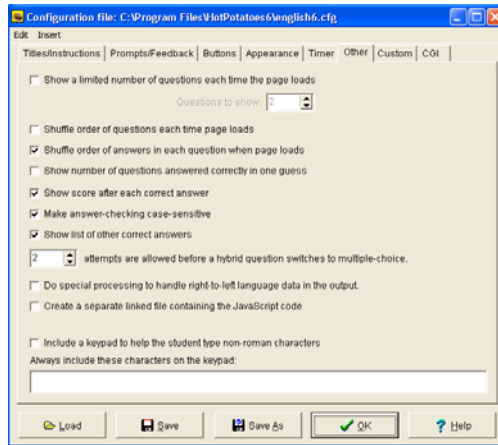 Configuration file: C:\Program Files\HotPotatoes6\english6.cfg
Edit Insert
Titles/Instructions Prompts/Feedback Buttons Appearance Timer Other Custom CGI
Show a limited number of questions each time the page loads
Questions to show: 2
Shuffle order of questions each time page loads
Shuffle order of answers in each question when page loads
Show number of questions answered correctly in one guess
Show score after each correct answer
Make answer-checking case-sensitive
Show list of other correct answers
2 attempts are allowed before a hybrid question switches to multiple-choice.
Do special processing to handle right-to-left language data in the output.
Create a separate linked file containing the JavaScript code
Include a keypad to help the student type non-roman characters
Always include these characters on the keypad:
Load Save Save As OK ? Help